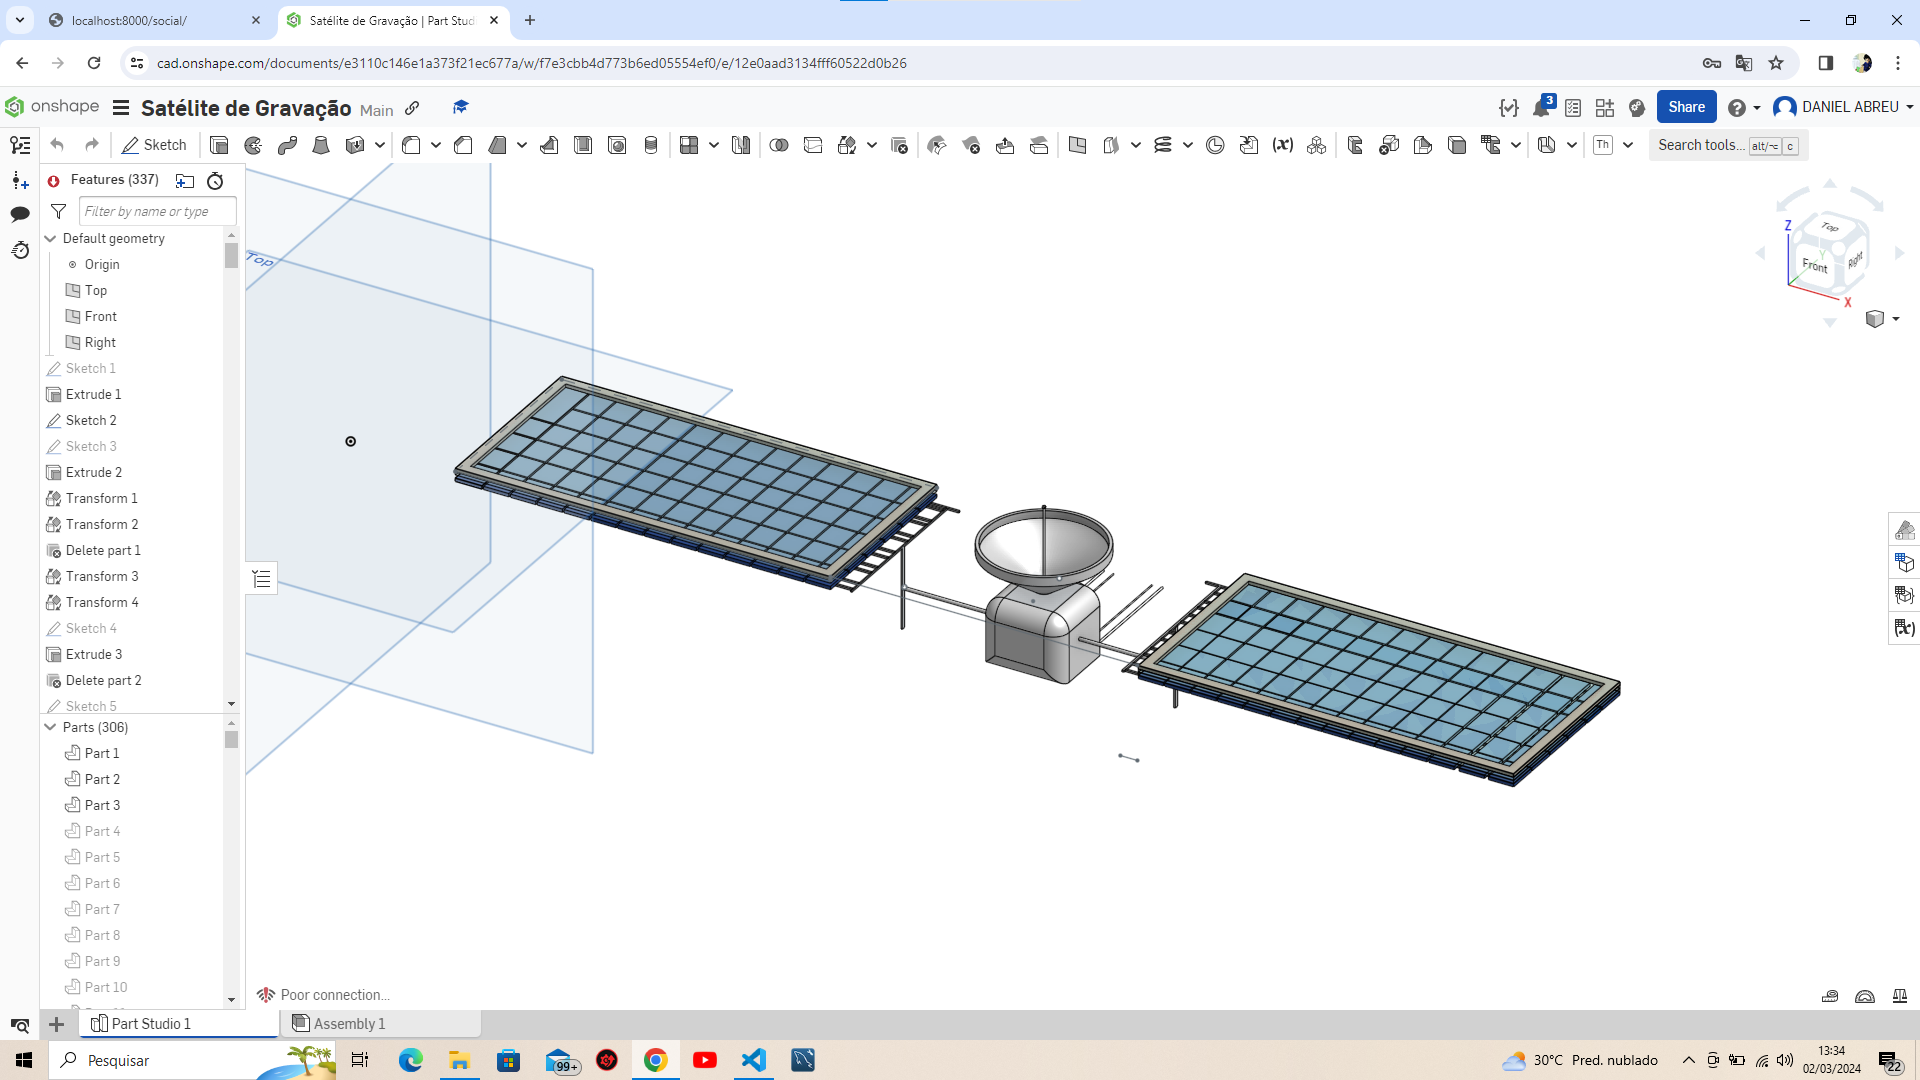 localhost:8000/social/
Satélite de Gravação | Part Stud
cad.onshape.com/documents/e3110c146e1a373f21ec677a/w/f7e3cbb4d773b6ed05554ef0/e/12e0aad3134fff60522d0b26
onshape
Satélite de Gravação Main
3
Share
DANIEL ABREU
Sketch
Th
Search tools... alt/⌥ c
Features (337)
Filter by name or type
Default geometry
Origin
Top
Front
Right
Sketch 1
Extrude 1
Sketch 2
Sketch 3
Extrude 2
Transform 1
Transform 2
Delete part 1
Transform 3
Transform 4
Sketch 4
Extrude 3
Delete part 2
Sketch 5
Parts (306)
Part 1
Part 2
Part 3
Part 4
Part 5
Part 6
Part 7
Part 8
Part 9
Part 10
Top
Z
Top
Y
Front
Right
X
Poor connection...
Part Studio 1
Assembly 1
Pesquisar
99+
30°C Pred. nublado
13:34
02/03/2024
22